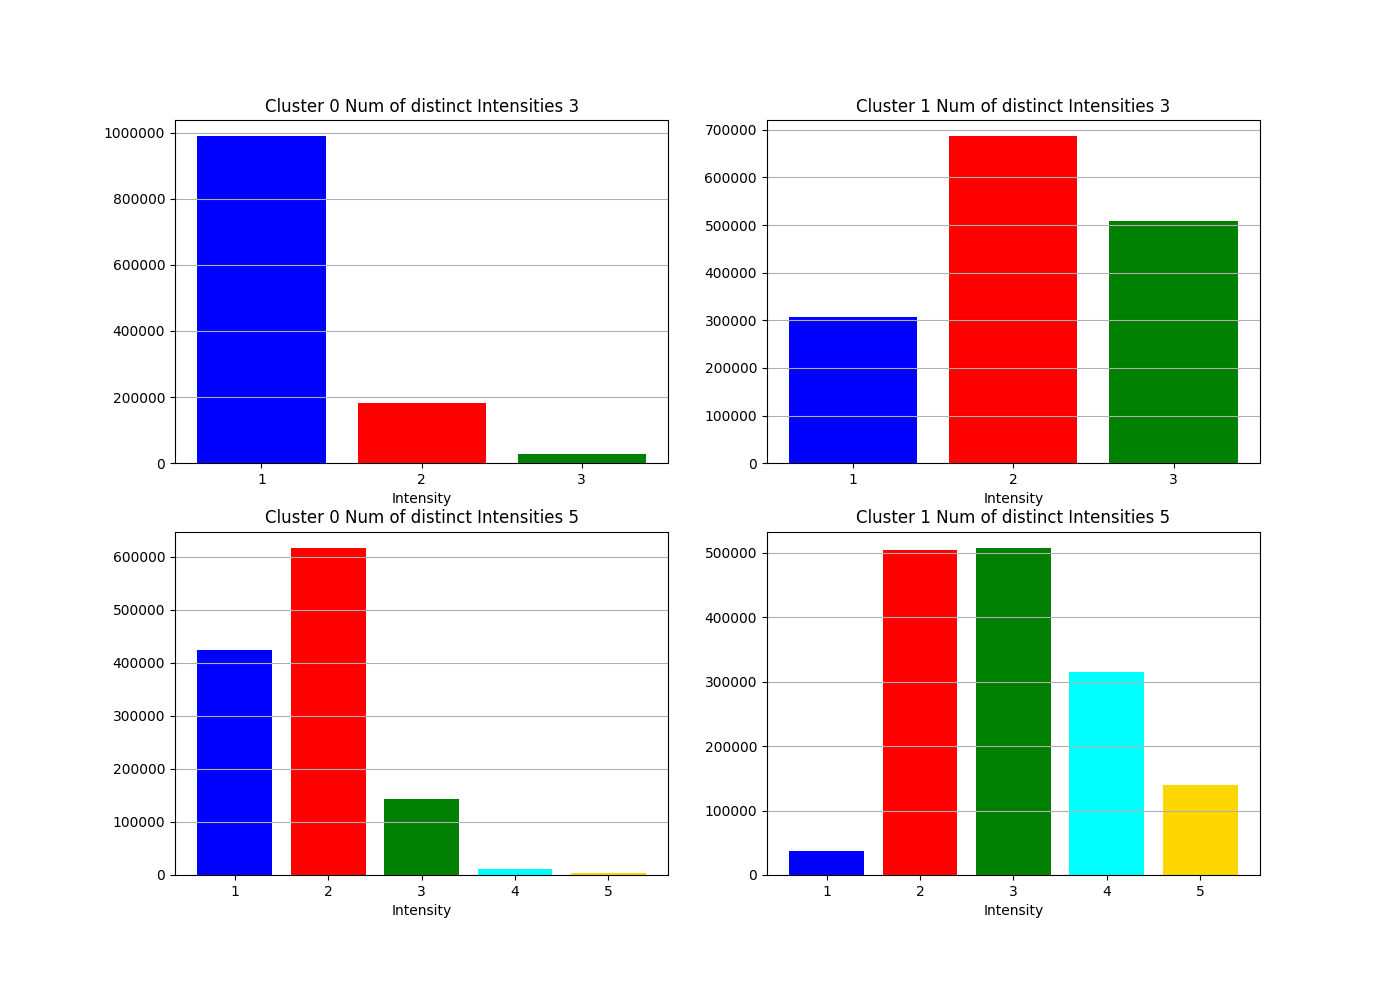 Cluster 0 Num of distinct Intensities 3
1000000
800000
600000
400000
200000
0
1 2 3
Intensity
Cluster 1 Num of distinct Intensities 3
700000
600000
500000
400000
300000
200000
100000
0
1 2 3
Intensity
Cluster 0 Num of distinct Intensities 5
600000
500000
400000
300000
200000
100000
0
1 2 3 4 5
Intensity
Cluster 1 Num of distinct Intensities 5
500000
400000
300000
200000
100000
0
1 2 3 4 5
Intensity